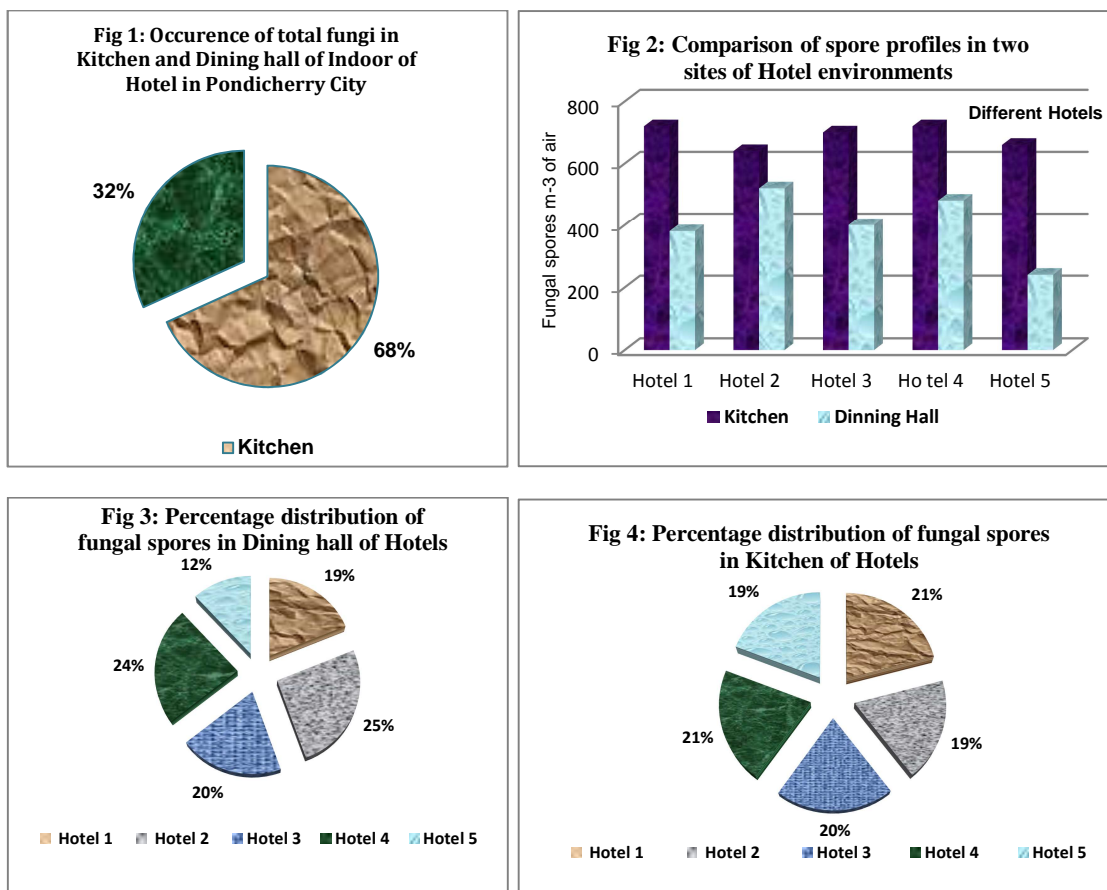 Fig 1: Occurence of total fungi in
Kitchen and Dining hall of Indoor of
Hotel in Pondicherry City
32%
68%
Kitchen
Fig 2: Comparison of spore profiles in two
sites of Hotel environments
Different Hotels
Fungal spores m-3 of air
800
600
400
200
0
Hotel 1 Hotel 2 Hotel 3 Ho tel 4 Hotel 5
Kitchen Dinning Hall
Fig 3: Percentage distribution of
fungal spores in Dining hall of Hotels
12%
19%
24%
25%
20%
Hotel 1 Hotel 2 Hotel 3 Hotel 4 Hotel 5
Fig 4: Percentage distribution of fungal spores
in Kitchen of Hotels
19%
21%
21%
19%
20%
Hotel 1 Hotel 2 Hotel 3 Hotel 4 Hotel 5